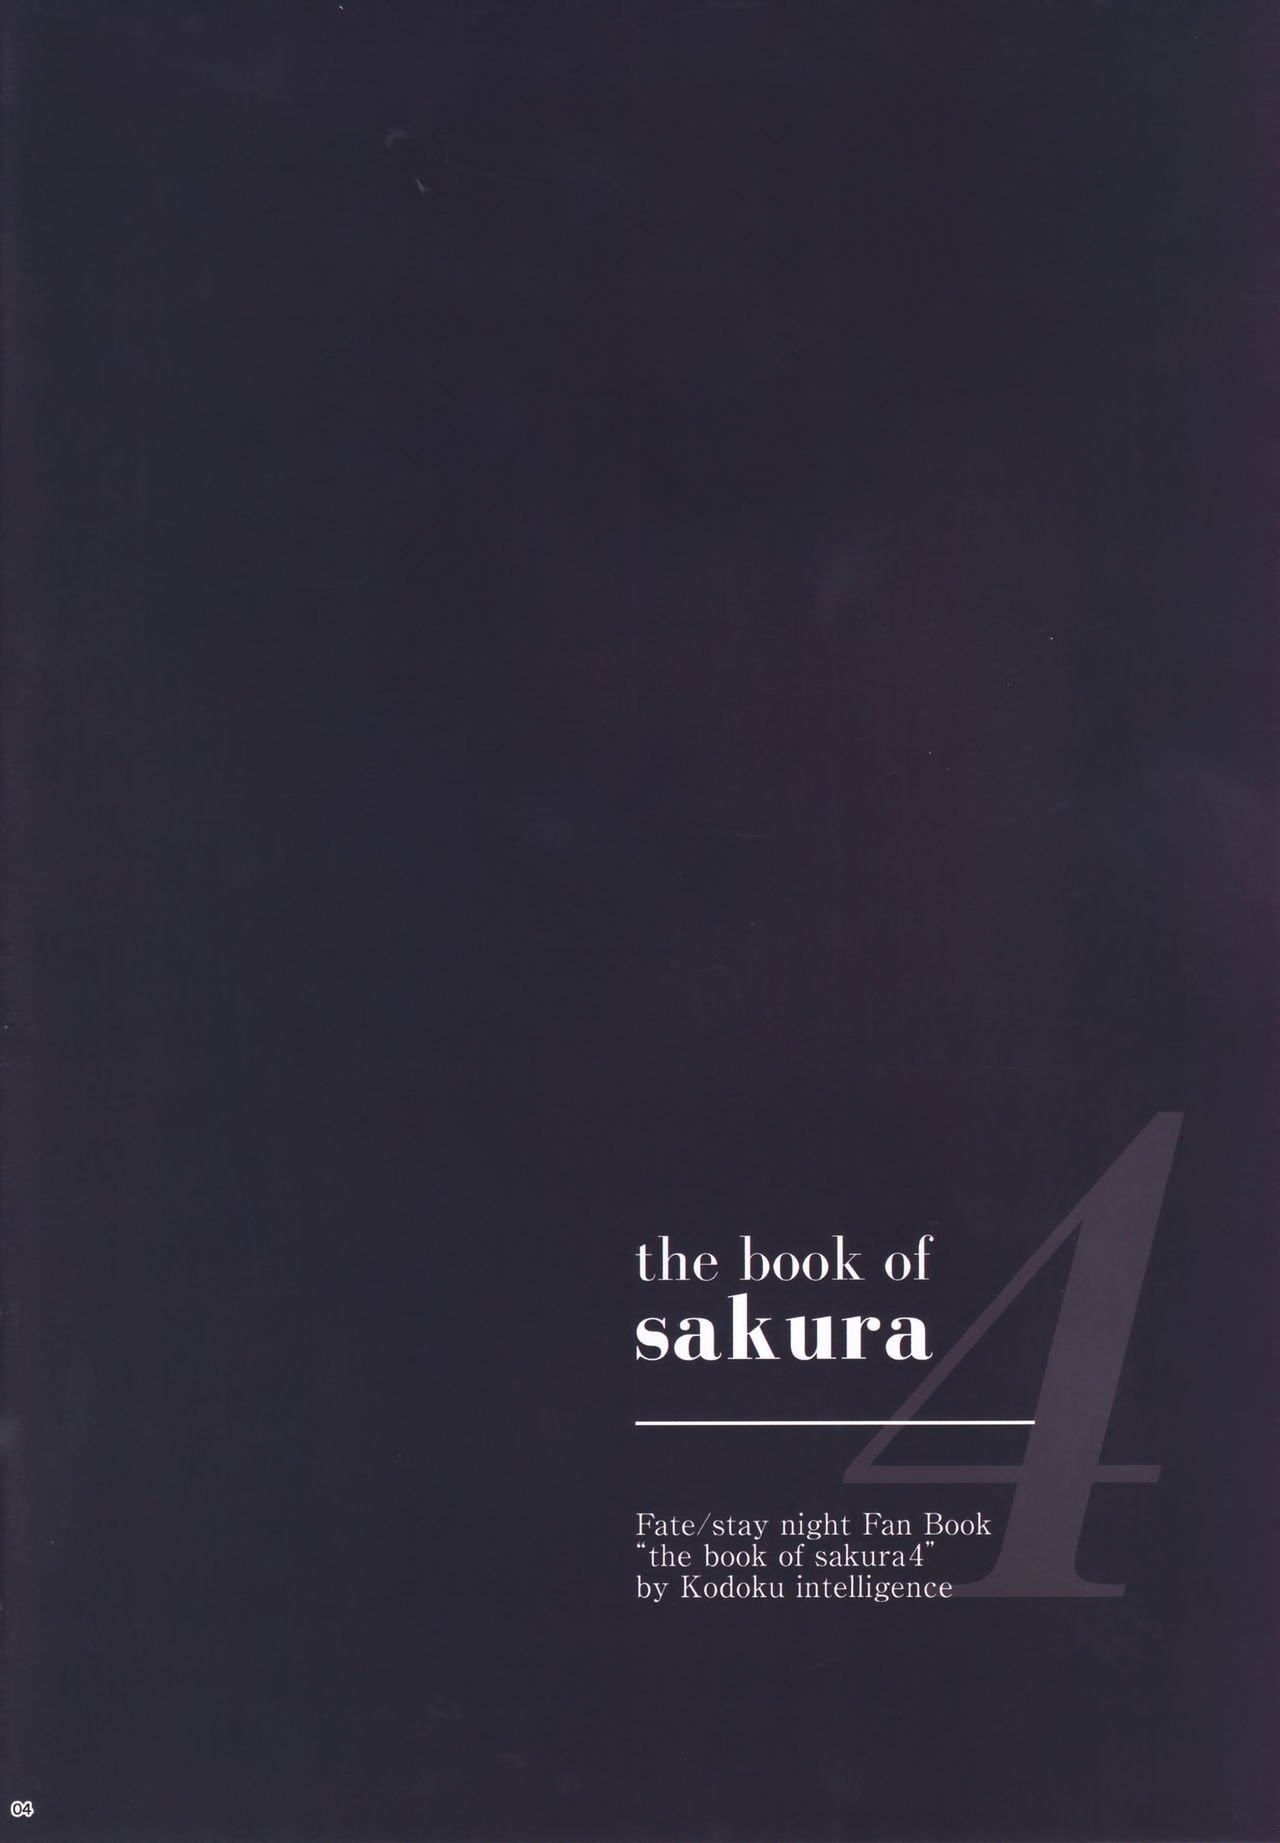 the book of
sakura
4
Fate/stay night Fan Book
“the book of sakura4”
by Kodoku intelligence
04